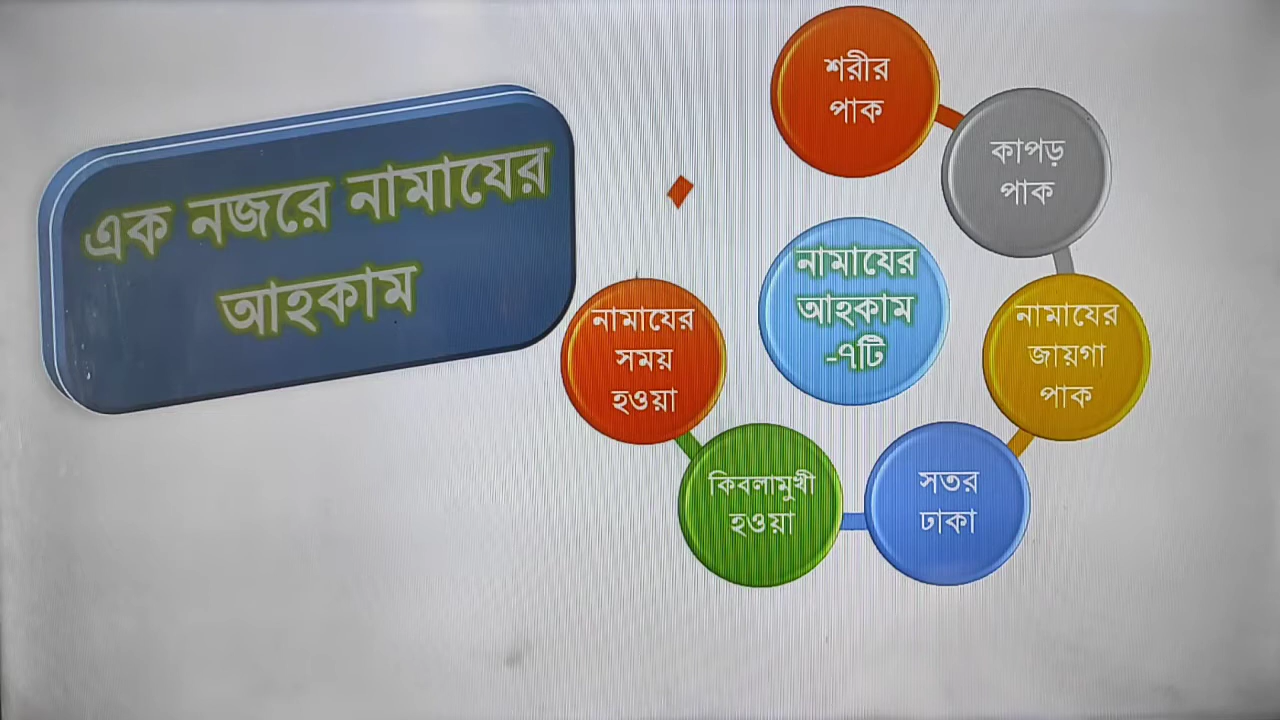 এক নজরে নামাযের
আহকাম
শরীর
পাক
কাপড়
পাক
নামাযের
জায়গা
পাক
সতর
ঢাকা
কিবলামুখী
হওয়া
নামাযের
সময়
হওয়া
নামাযের
আহকাম
-৭টি